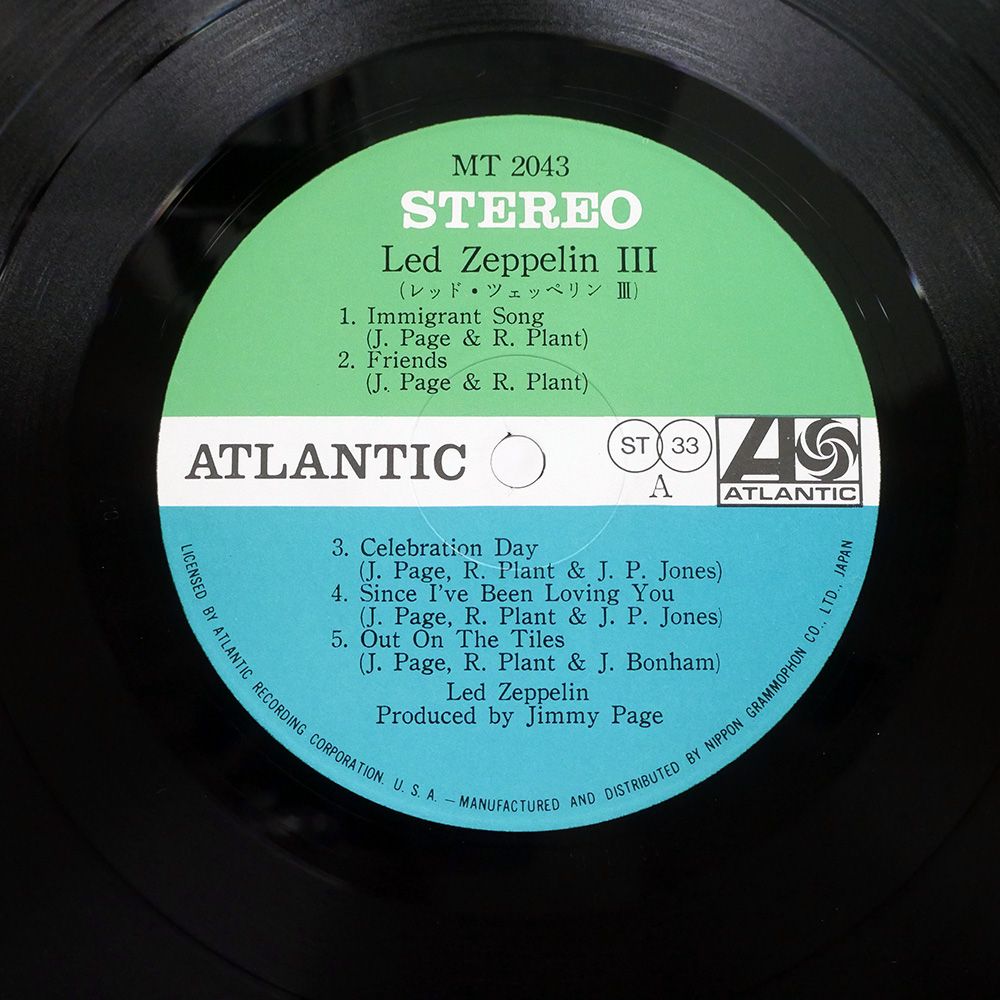 MT 2043
STEREO
Led Zeppelin III
(レッド・ツェッペリン Ⅲ)
1. Immigrant Song
(J. Page & R. Plant)
2. Friends
(J. Page & R. Plant)
ATLANTIC
ST 33
A
ATLANTIC
3. Celebration Day
(J. Page, R. Plant & J. P. Jones)
4. Since I've Been Loving You
(J. Page, R. Plant & J. P. Jones)
5. Out On The Tiles
(J. Page, R. Plant & J. Bonham)
Led Zeppelin
Produced by Jimmy Page
LICENSED BY ATLANTIC RECORDING CORPORATION. U. S. A. — MANUFACTURED AND DISTRIBUTED BY NIPPON GRAMMOPHON CO., LTD., JAPAN